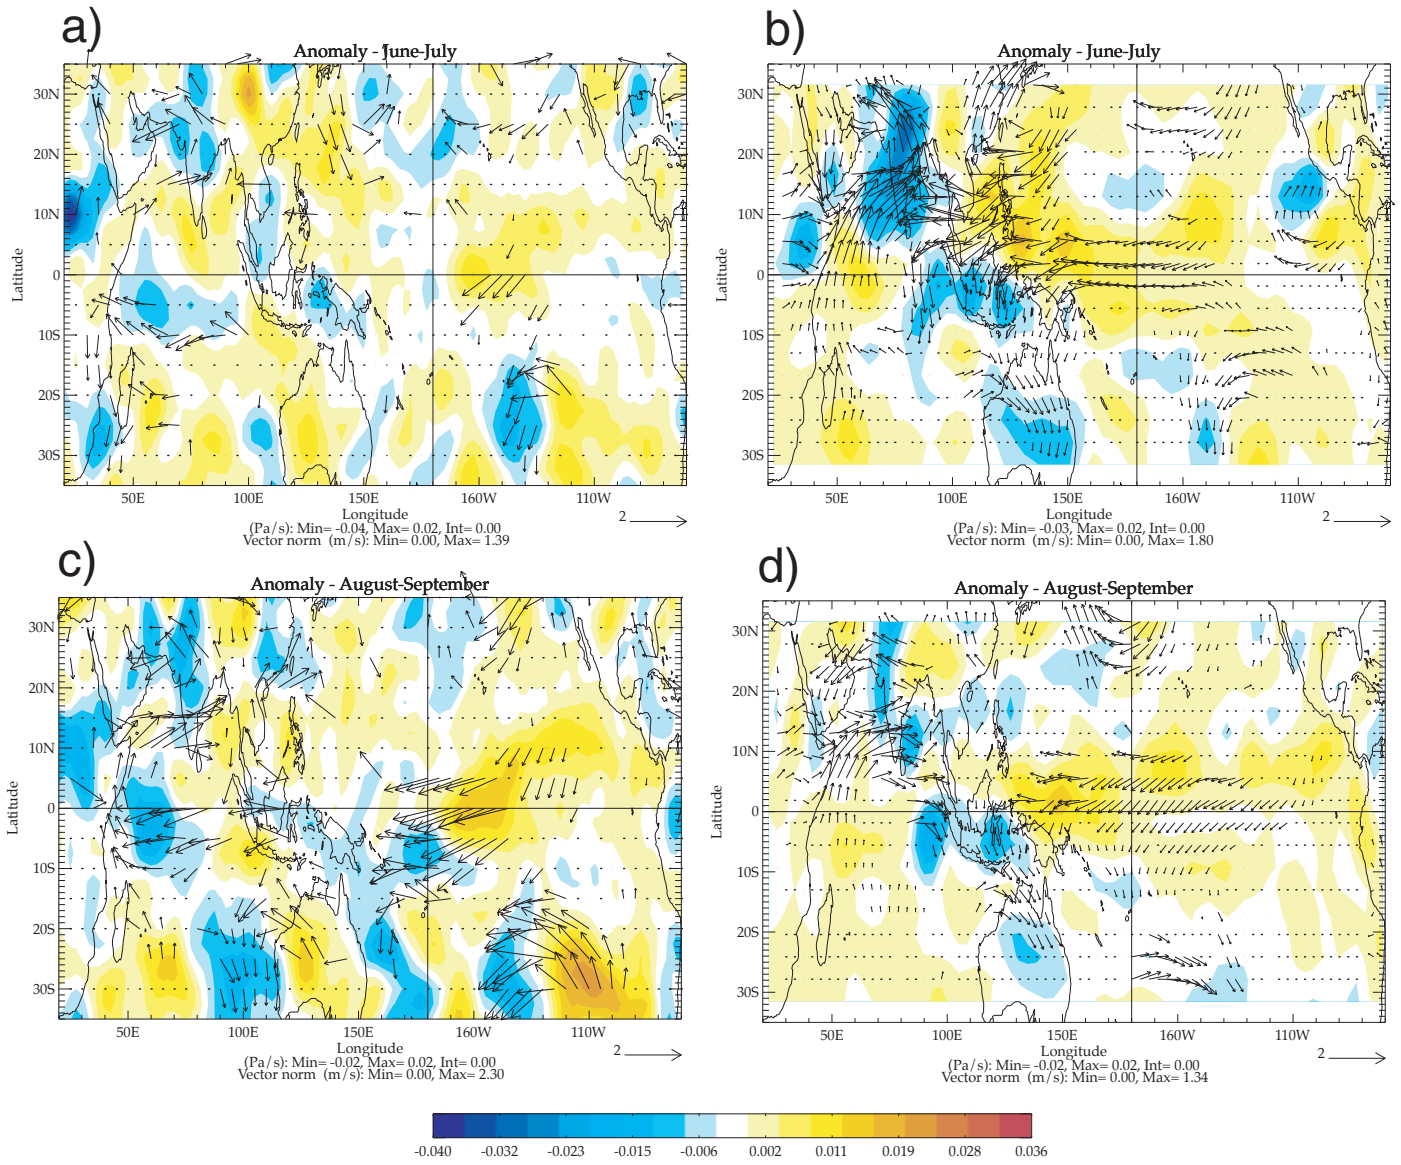 a)
Anomaly - June-July
30N
20N
10N
0
10S
20S
30S
Latitude
50E 100E 150E 160W 110W
Longitude
(Pa/s): Min= -0.04, Max= 0.02, Int= 0.00
Vector norm (m/s): Min= 0.00, Max= 1.39
2
b)
Anomaly - June-July
30N
20N
10N
0
10S
20S
30S
Latitude
50E 100E 150E 160W 110W
Longitude
(Pa/s): Min= -0.03, Max= 0.02, Int= 0.00
Vector norm (m/s): Min= 0.00, Max= 1.80
2
c)
Anomaly - August-September
30N
20N
10N
0
10S
20S
30S
Latitude
50E 100E 150E 160W 110W
Longitude
(Pa/s): Min= -0.02, Max= 0.02, Int= 0.00
Vector norm (m/s): Min= 0.00, Max= 2.30
2
d)
Anomaly - August-September
30N
20N
10N
0
10S
20S
30S
Latitude
50E 100E 150E 160W 110W
Longitude
(Pa/s): Min= -0.02, Max= 0.02, Int= 0.00
Vector norm (m/s): Min= 0.00, Max= 1.34
2
-0.040 -0.032 -0.023 -0.015 -0.006 0.002 0.011 0.019 0.028 0.036